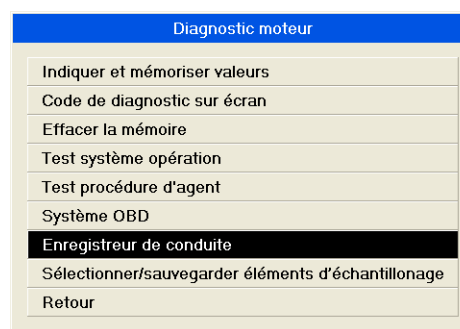 Diagnostic moteur
Indiquer et mémoriser valeurs
Code de diagnostic sur écran
Effacer la mémoire
Test système opération
Test procédure d'agent
Système OBD
Enregistreur de conduite
Sélectionner/sauvegarder éléments d'échantillonage
Retour